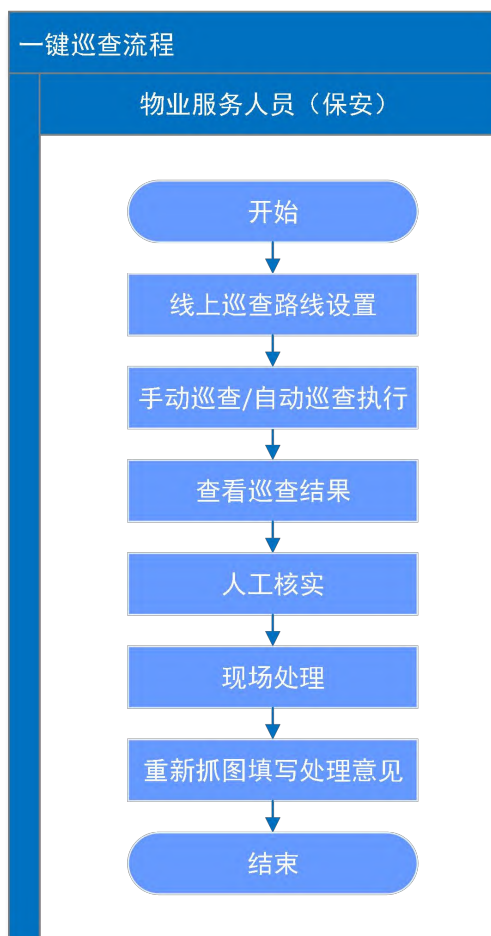 一键巡查流程
物业服务人员（保安）
开始
线上巡查路线设置
手动巡查/自动巡查执行
查看巡查结果
人工核实
现场处理
重新抓图填写处理意见
结束